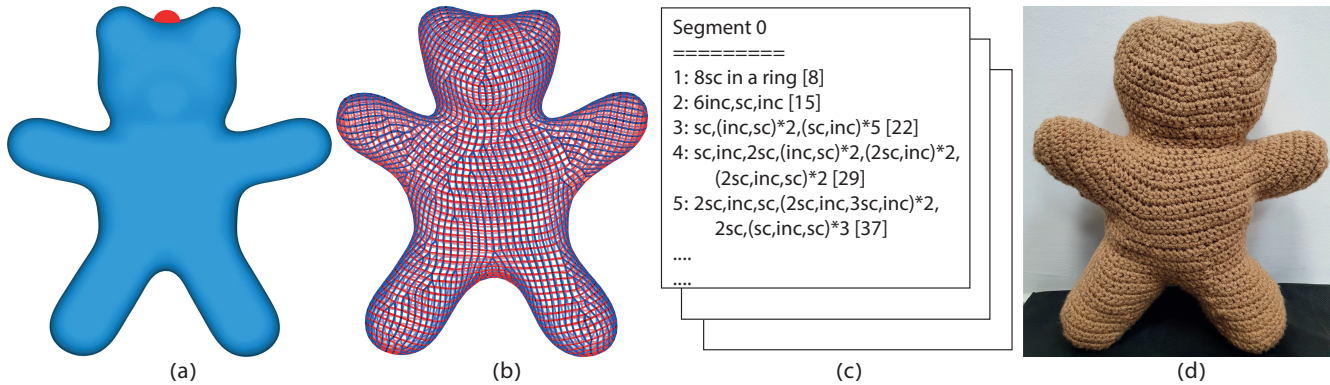 Segment 0
=========
1: 8sc in a ring [8]
2: 6inc,sc,inc [15]
3: sc,(inc,sc)*2,(sc,inc)*5 [22]
4: sc,inc,2sc,(inc,sc)*2,(2sc,inc)*2,
(2sc,inc,sc)*2 [29]
5: 2sc,inc,sc,(2sc,inc,3sc,inc)*2,
2sc,(sc,inc,sc)*3 [37]
....
....
(a)
(b)
(c)
(d)